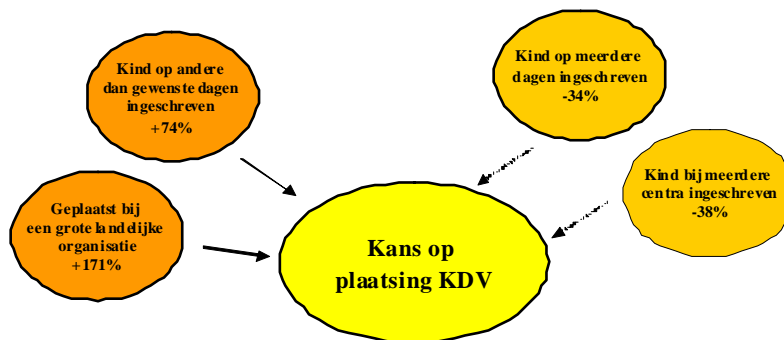 Kind op andere
dan gewenste dagen
ingeschreven
+74%
Kind op meerdere
dagen ingeschreven
-34%
Geplaatst bij
een grote landelijke
organisatie
+171%
Kind bij meerdere
centra ingeschreven
-38%
Kans op
plaatsing KDV